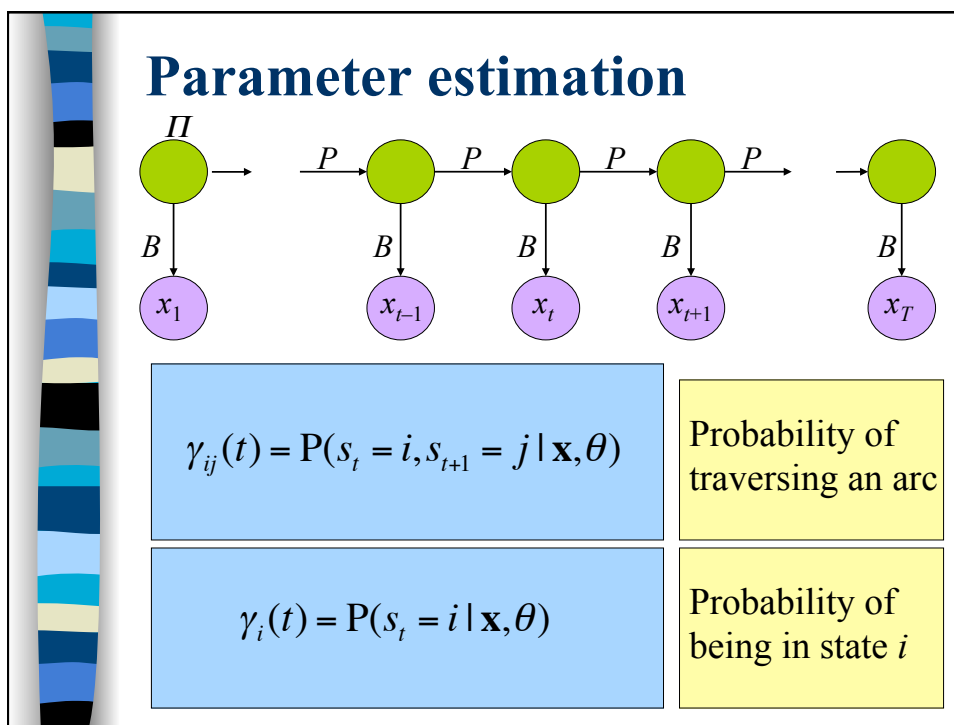 Parameter estimation
Π
P P P P
B B B B B
x₁ xₜ₋₁ xₜ xₜ₊₁ x_T
γᵢⱼ(t) = P(sₜ = i, sₜ₊₁ = j | 𝐱, θ)
Probability of
traversing an arc
γᵢ(t) = P(sₜ = i | 𝐱, θ)
Probability of
being in state i